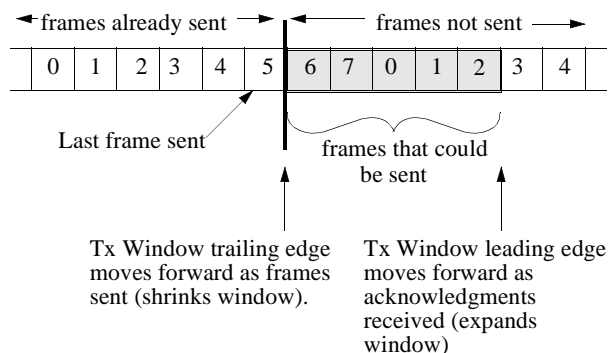 frames already sent frames not sent
0 1 2 3 4 5 6 7 0 1 2 3 4
Last frame sent
frames that could
be sent
Tx Window trailing edge
moves forward as frames
sent (shrinks window).
Tx Window leading edge
moves forward as
acknowledgments
received (expands
window)